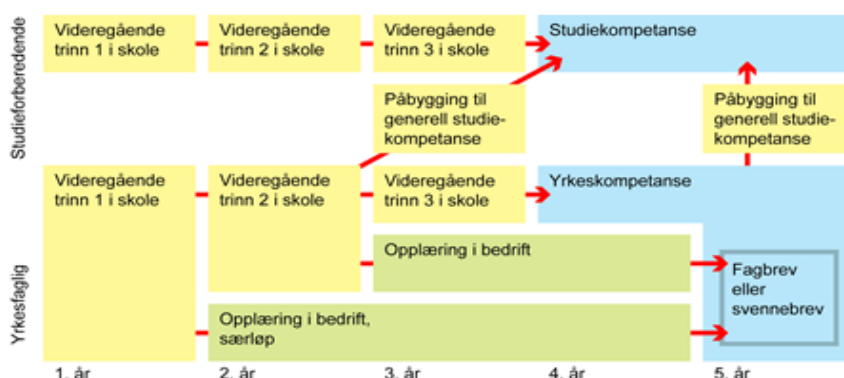 Studieforberedende
Videregående
trinn 1 i skole
Videregående
trinn 2 i skole
Videregående
trinn 3 i skole
Studiekompetanse
Påbygging til
generell studie-
kompetanse
Påbygging til
generell studie-
kompetanse
Yrkesfaglig
Videregående
trinn 1 i skole
Videregående
trinn 2 i skole
Videregående
trinn 3 i skole
Yrkeskompetanse
Opplæring i bedrift
Fagbrev
eller
svennebrev
Opplæring i bedrift,
særløp
1. år
2. år
3. år
4. år
5. år